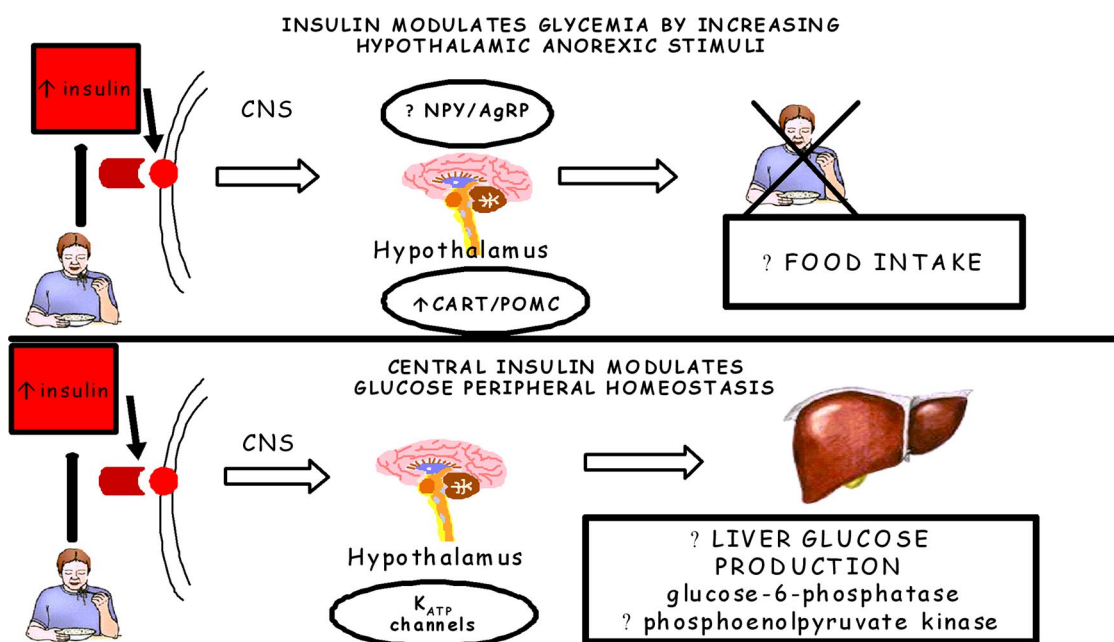 INSULIN MODULATES GLYCEMIA BY INCREASING
HYPOTHALAMIC ANOREXIC STIMULI
↑ insulin
CNS
? NPY/AgRP
Hypothalamus
↑CART/POMC
? FOOD INTAKE
CENTRAL INSULIN MODULATES
GLUCOSE PERIPHERAL HOMEOSTASIS
↑insulin
CNS
Hypothalamus
KATP
channels
? LIVER GLUCOSE
PRODUCTION
glucose-6-phosphatase
? phosphoenolpyruvate kinase